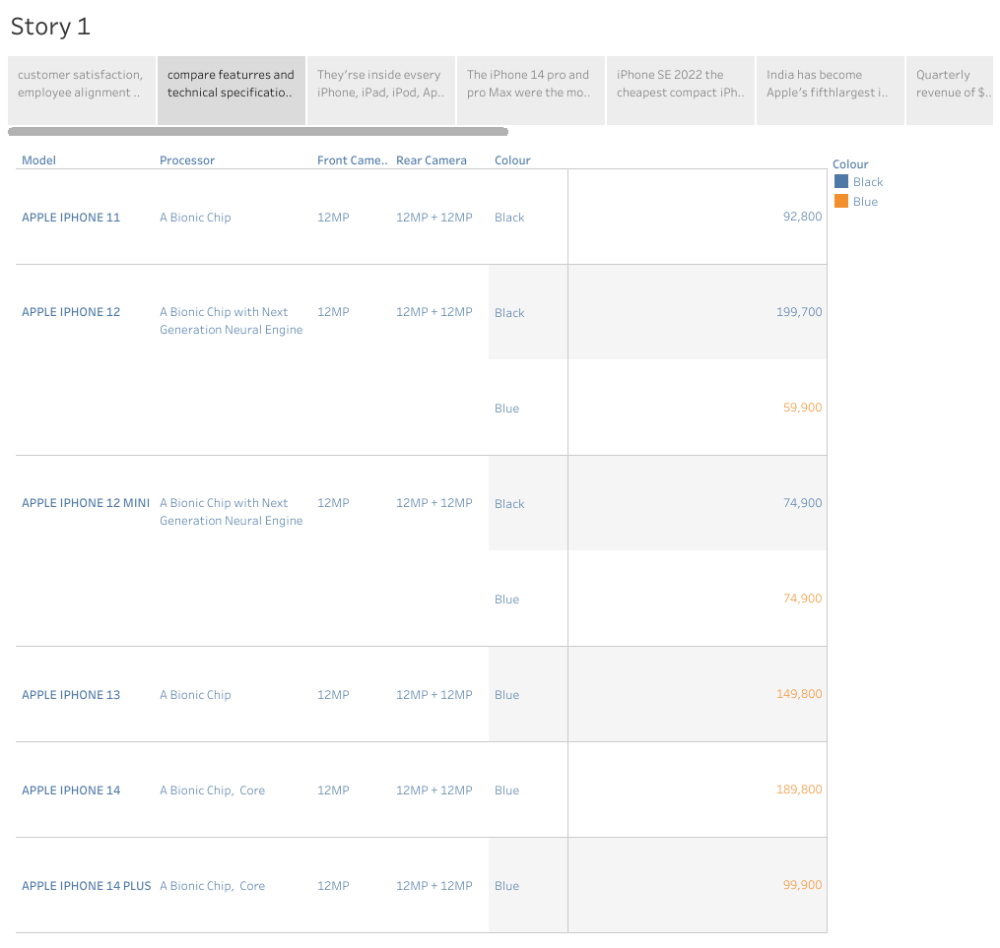 Story 1
customer satisfaction,
employee alignment ..
compare featurres and
technical specificatio..
They'rse inside evsery
iPhone, iPad, iPod, Ap..
The iPhone 14 pro and
pro Max were the mo..
iPhone SE 2022 the
cheapest compact iPh..
India has become
Apple's fifthlargest i..
Quarterly
revenue of $..
Model Processor Front Came.. Rear Camera Colour
Colour
Black
Blue
APPLE IPHONE 11 A Bionic Chip 12MP 12MP + 12MP Black 92,800
APPLE IPHONE 12 A Bionic Chip with Next 12MP 12MP + 12MP Black 199,700
Generation Neural Engine
Blue 59,900
APPLE IPHONE 12 MINI A Bionic Chip with Next 12MP 12MP + 12MP Black 74,900
Generation Neural Engine
Blue 74,900
APPLE IPHONE 13 A Bionic Chip 12MP 12MP + 12MP Blue 149,800
APPLE IPHONE 14 A Bionic Chip, Core 12MP 12MP + 12MP Blue 189,800
APPLE IPHONE 14 PLUS A Bionic Chip, Core 12MP 12MP + 12MP Blue 99,900